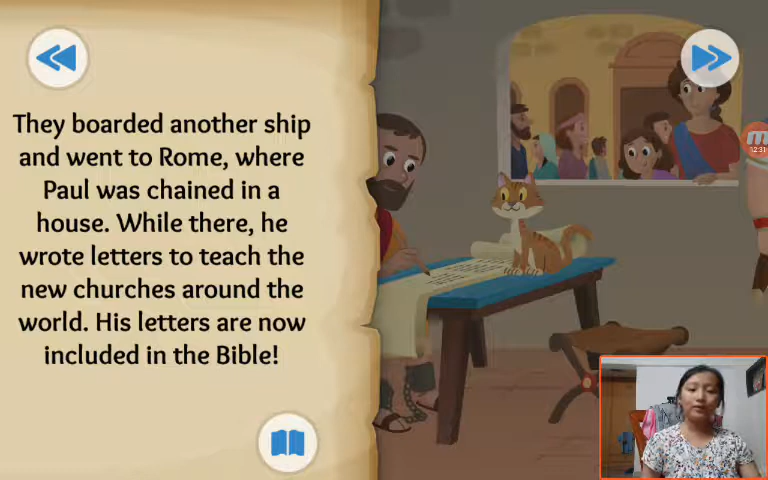 They boarded another ship
and went to Rome, where
Paul was chained in a
house. While there, he
wrote letters to teach the
new churches around the
world. His letters are now
included in the Bible!